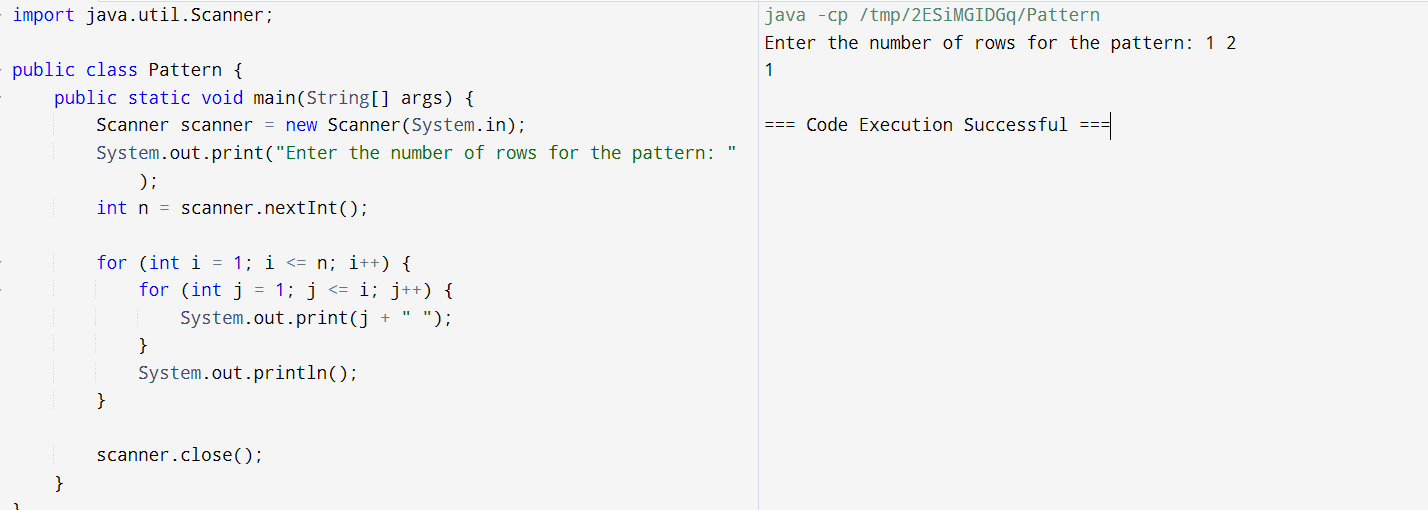 import java.util.Scanner;
public class Pattern {
public static void main(String[] args) {
Scanner scanner = new Scanner(System.in);
System.out.print("Enter the number of rows for the pattern: "
);
int n = scanner.nextInt();
for (int i = 1; i <= n; i++) {
for (int j = 1; j <= i; j++) {
System.out.print(j + " ");
}
System.out.println();
}
scanner.close();
}
}
java -cp /tmp/2ESiMGIDGq/Pattern
Enter the number of rows for the pattern: 1 2
1
=== Code Execution Successful ===